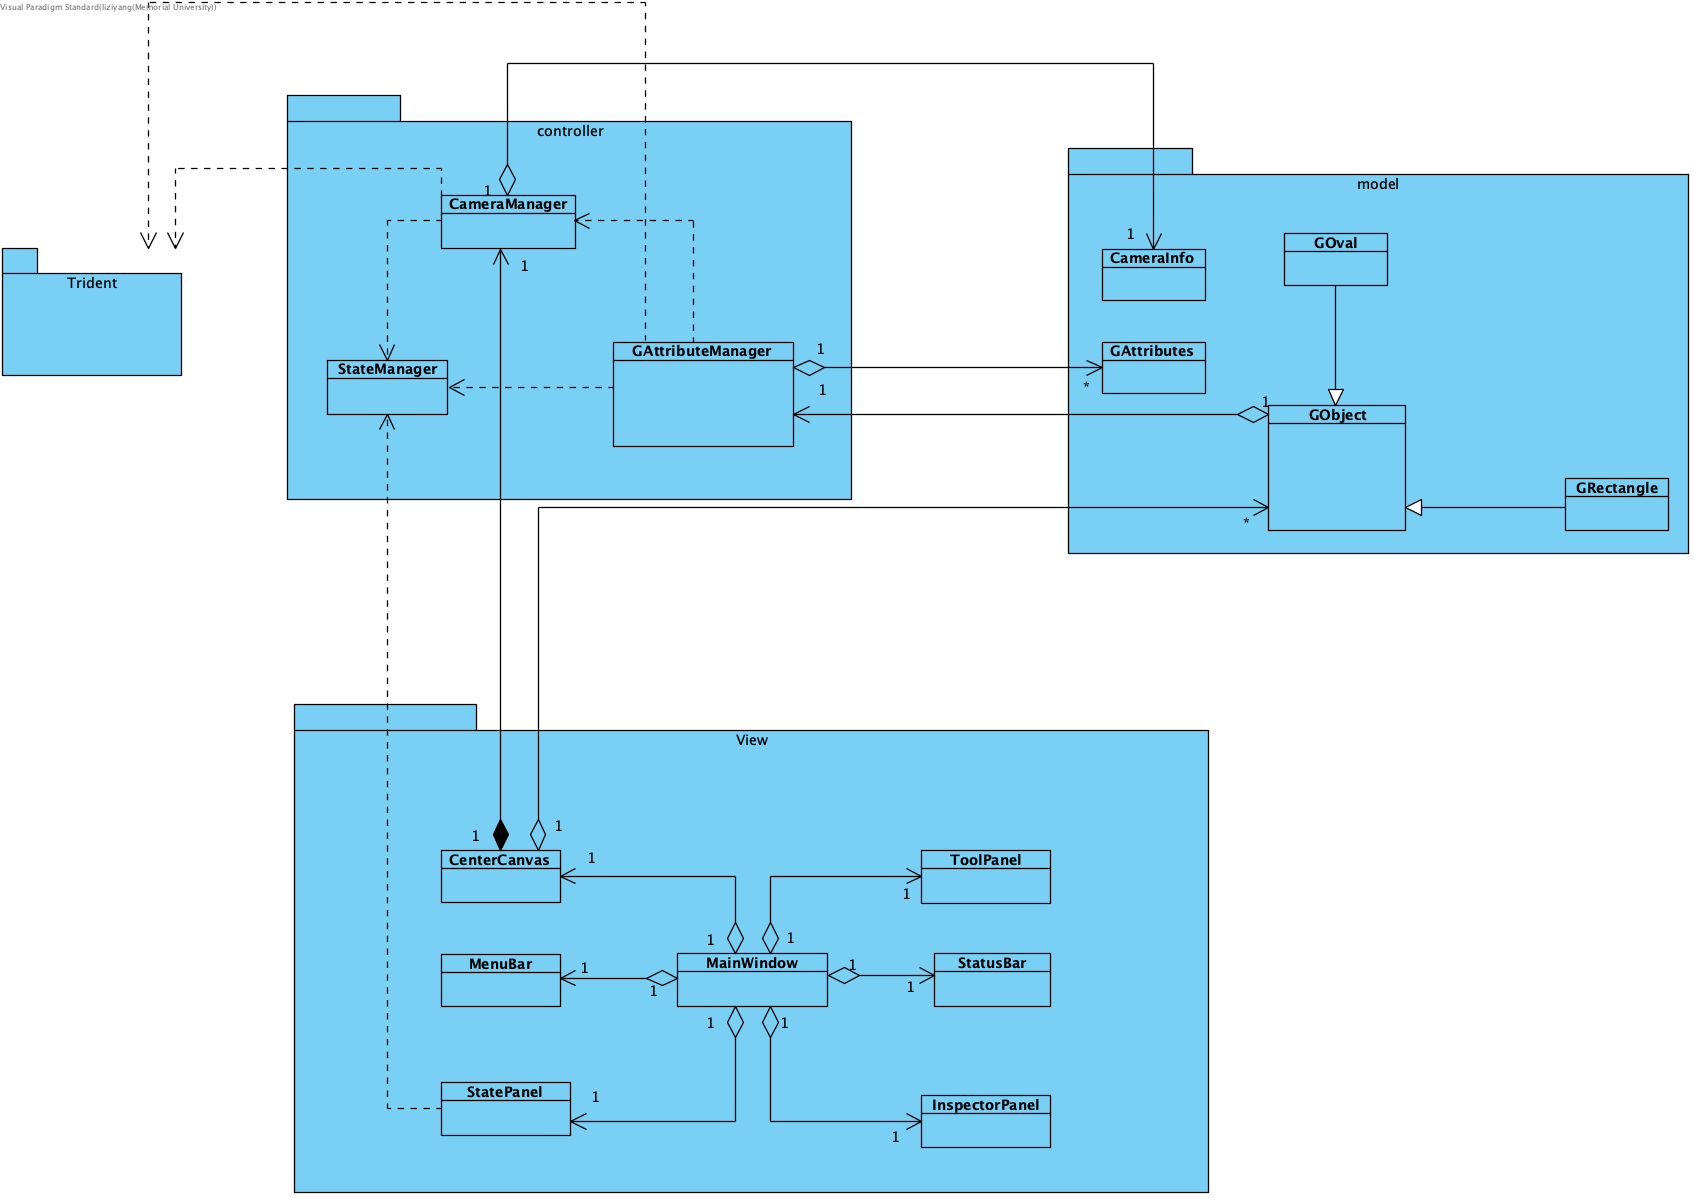 Visual Paradigm Standard(liziyang(Memorial University))
controller
model
1
CameraManager
1
1
CameraInfo
GOval
Trident
1
StateManager
GAttributeManager
1
*
GAttributes
1
1
GObject
*
GRectangle
View
1
1
CenterCanvas
1
ToolPanel
1
1
1
MenuBar
1
1
MainWindow
1
1
StatusBar
1
1
StatePanel
1
InspectorPanel
1